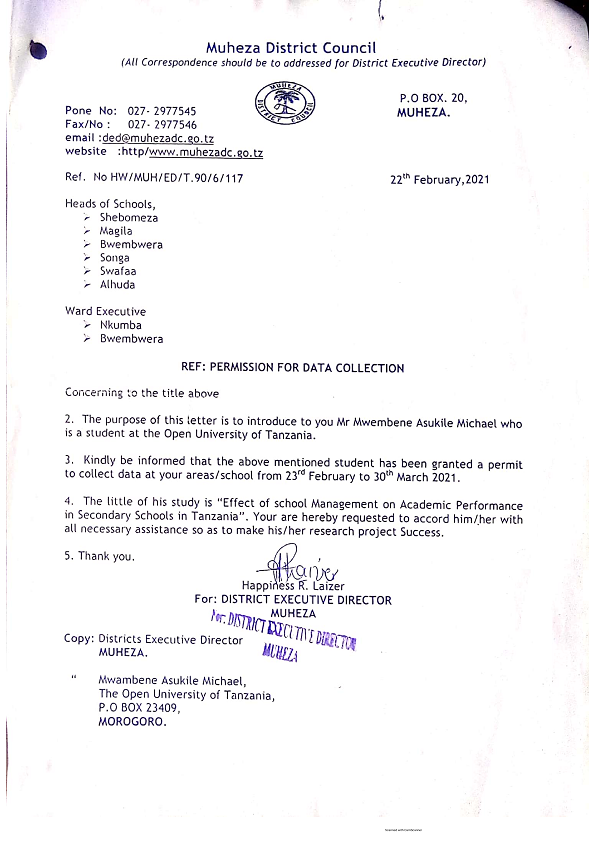 Muheza District Council
(All Correspondence should be to addressed for District Executive Director)
MUHEZA
DISTRICT COUNCIL
P.O BOX. 20,
MUHEZA.
Pone No: 027- 2977545
Fax/No : 027- 2977546
email :ded@muhezadc.go.tz
website :http/www.muhezadc.go.tz
Ref. No HW/MUH/ED/T.90/6/117
22th February,2021
Heads of Schools,
➢ Shebomeza
➢ Magila
➢ Bwembwera
➢ Songa
➢ Swafaa
➢ Alhuda
Ward Executive
➢ Nkumba
➢ Bwembwera
REF: PERMISSION FOR DATA COLLECTION
Concerning to the title above
2. The purpose of this letter is to introduce to you Mr Mwembene Asukile Michael who
is a student at the Open University of Tanzania.
3. Kindly be informed that the above mentioned student has been granted a permit
to collect data at your areas/school from 23rd February to 30th March 2021.
4. The little of his study is “Effect of school Management on Academic Performance
in Secondary Schools in Tanzania”. Your are hereby requested to accord him/her with
all necessary assistance so as to make his/her research project Success.
5. Thank you.
Happiness R. Laizer
For: DISTRICT EXECUTIVE DIRECTOR
MUHEZA
For: DISTRICT EXECUTIVE DIRECTOR
MUHEZA
Copy: Districts Executive Director
MUHEZA.
“ Mwambene Asukile Michael,
The Open University of Tanzania,
P.O BOX 23409,
MOROGORO.